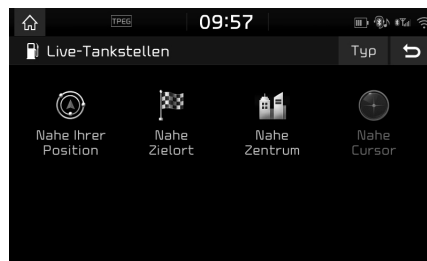 TPEG 09:57
Live-Tankstellen Typ
Nahe Ihrer Position
Nahe Zielort
Nahe Zentrum
Nahe Cursor